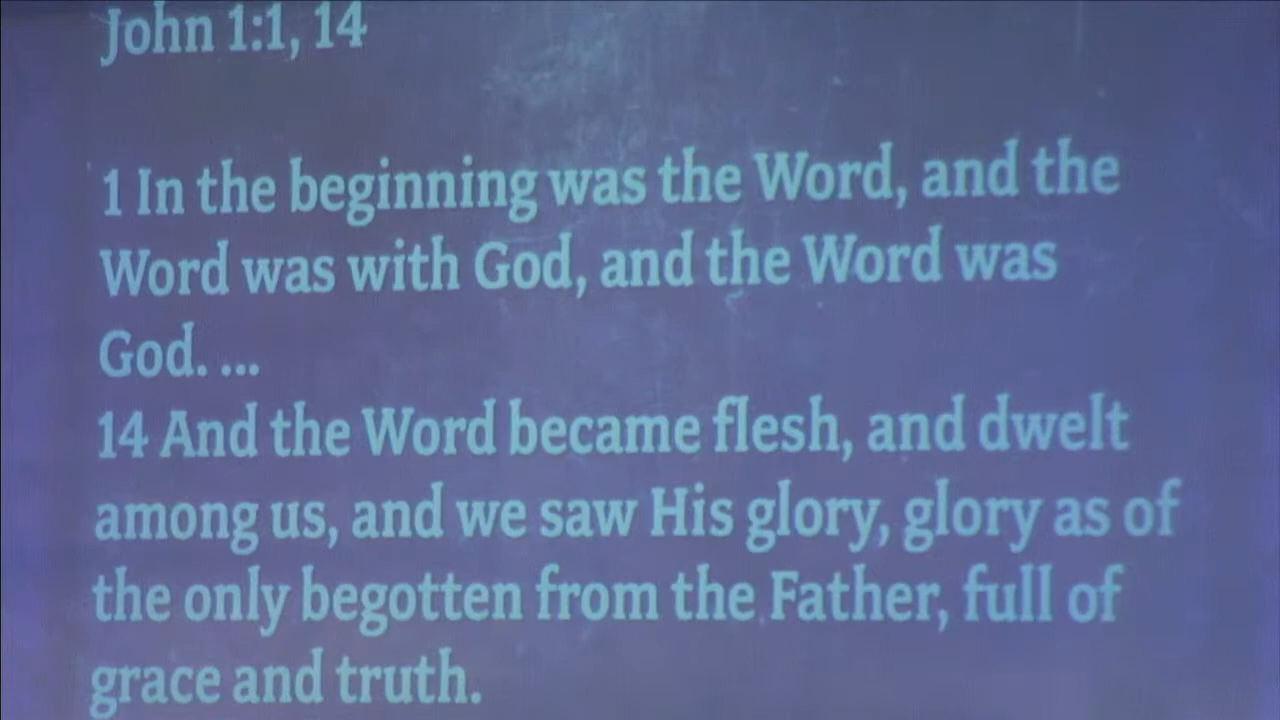 John 1:1, 14
1 In the beginning was the Word, and the
Word was with God, and the Word was
God. ...
14 And the Word became flesh, and dwelt
among us, and we saw His glory, glory as of
the only begotten from the Father, full of
grace and truth.